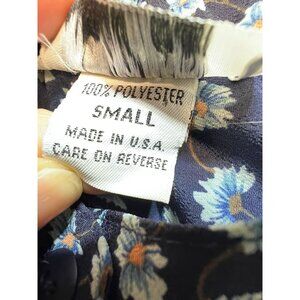 100% POLYESTER
SMALL
MADE IN U.S.A.
CARE ON REVERSE